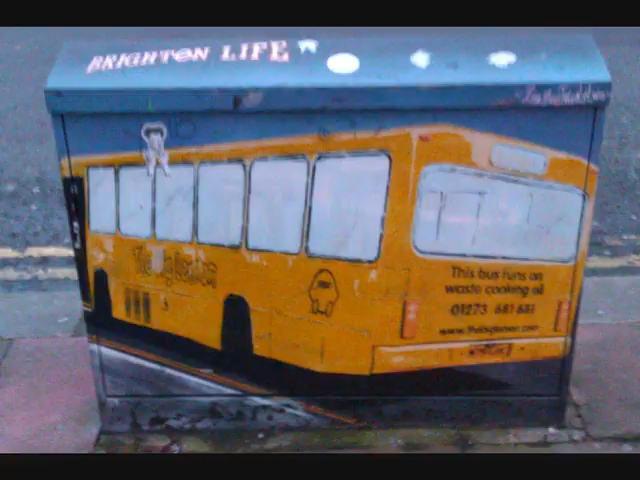 BRIGHTON LIFE
The Big Lemon
This bus runs on
waste cooking oil
01273 681 681
www.thebiglemon.com